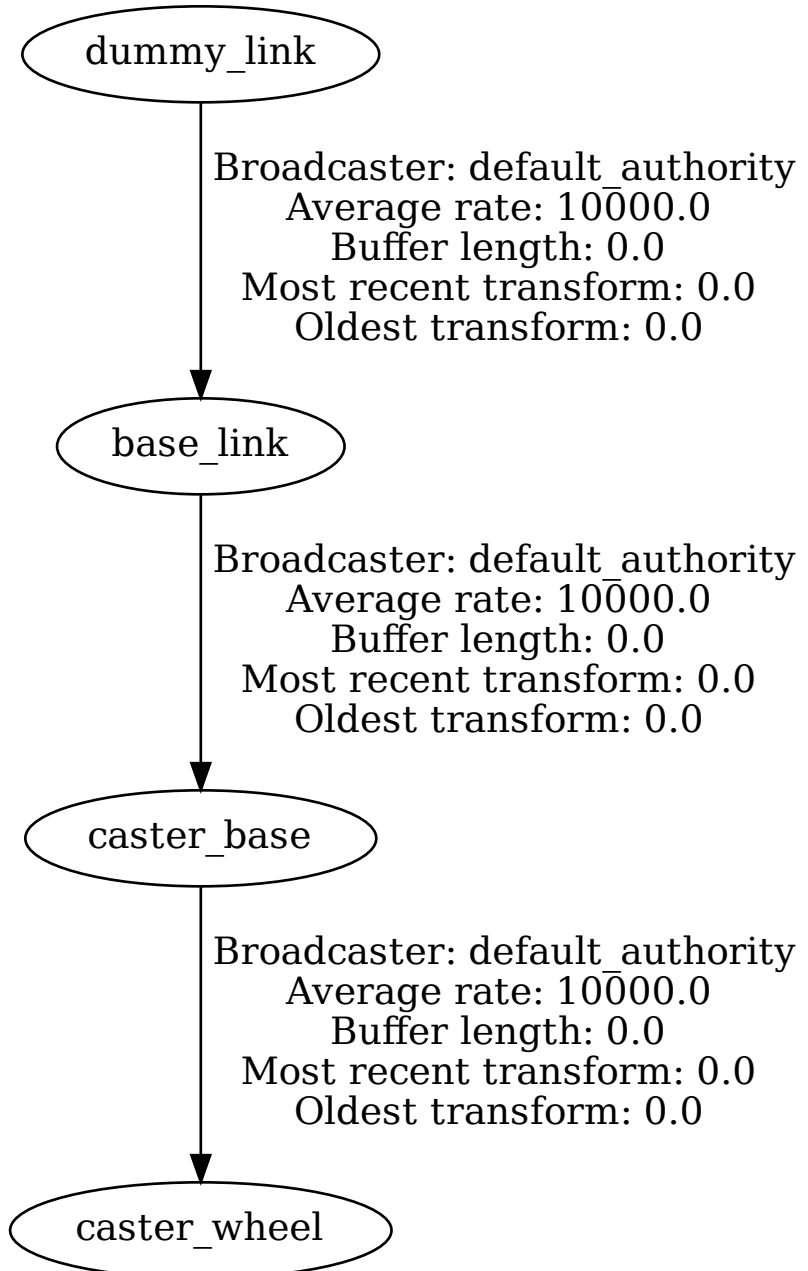 dummy_link
Broadcaster: default_authority
Average rate: 10000.0
Buffer length: 0.0
Most recent transform: 0.0
Oldest transform: 0.0
base_link
Broadcaster: default_authority
Average rate: 10000.0
Buffer length: 0.0
Most recent transform: 0.0
Oldest transform: 0.0
caster_base
Broadcaster: default_authority
Average rate: 10000.0
Buffer length: 0.0
Most recent transform: 0.0
Oldest transform: 0.0
caster_wheel